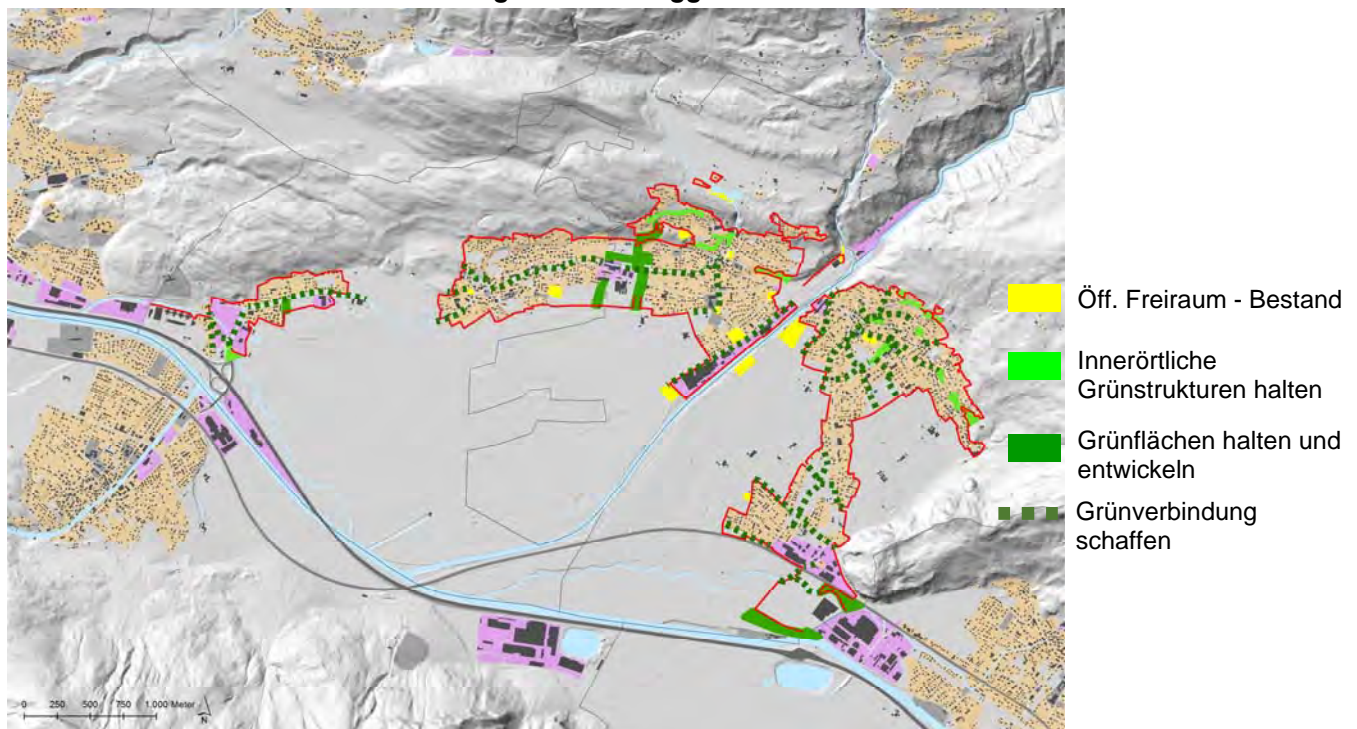 Öff. Freiraum - Bestand
Innerörtliche
Grünstrukturen halten
Grünflächen halten und
entwickeln
Grünverbindung
schaffen
0 250 500 750 1.000 Meter
N